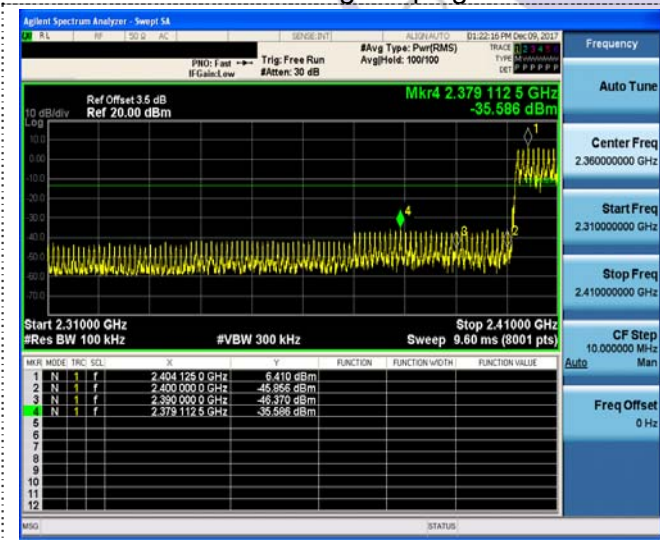 Agilent Spectrum Analyzer - Swept SA
RL RF 50 Ω AC SENSE:INT ALIGN AUTO 01:22:16 PM Dec 09, 2017
PNO: Fast Trig: Free Run #Avg Type: Pwr(RMS) TRACE 1 2 3 4 5 6
IFGain:Low #Atten: 30 dB Avg|Hold: 100/100 TYPE
DET P P P P P P
Ref Offset 3.5 dB Mkr4 2.379 112 5 GHz
10 dB/div Ref 20.00 dBm -35.586 dBm
Log
10.0
0.00
-10.0
-20.0
-30.0
-40.0
-50.0
-60.0
-70.0
1
4
3
2
Start 2.31000 GHz Stop 2.41000 GHz
#Res BW 100 kHz #VBW 300 kHz Sweep 9.60 ms (8001 pts)
MKR MODE TRC SCL X Y FUNCTION FUNCTION WIDTH FUNCTION VALUE
1 N 1 f 2.404 125 0 GHz 6.410 dBm
2 N 1 f 2.400 000 0 GHz -45.856 dBm
3 N 1 f 2.390 000 0 GHz -46.370 dBm
4 N 1 f 2.379 112 5 GHz -35.586 dBm
5
6
7
8
9
10
11
12
MSG STATUS
Frequency
Auto Tune
Center Freq
2.360000000 GHz
Start Freq
2.310000000 GHz
Stop Freq
2.410000000 GHz
CF Step
10.000000 MHz
Auto Man
Freq Offset
0 Hz